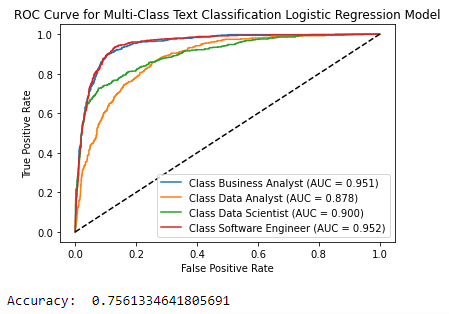 ROC Curve for Multi-Class Text Classification Logistic Regression Model
1.0
0.8
0.6
0.4
0.2
0.0
True Positive Rate
Class Business Analyst (AUC = 0.951)
Class Data Analyst (AUC = 0.878)
Class Data Scientist (AUC = 0.900)
Class Software Engineer (AUC = 0.952)
0.0 0.2 0.4 0.6 0.8 1.0
False Positive Rate
Accuracy: 0.7561334641805691